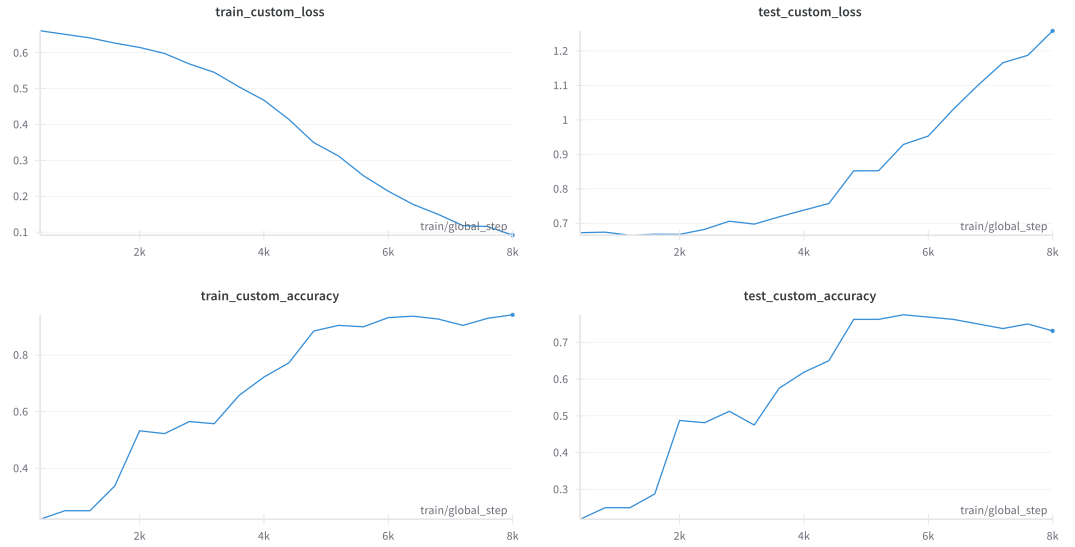 train_custom_loss
0.6
0.5
0.4
0.3
0.2
0.1
train/global_step
2k 4k 6k 8k
test_custom_loss
1.2
1.1
1
0.9
0.8
0.7
train/global_step
2k 4k 6k 8k
train_custom_accuracy
0.8
0.6
0.4
train/global_step
2k 4k 6k 8k
test_custom_accuracy
0.7
0.6
0.5
0.4
0.3
train/global_step
2k 4k 6k 8k